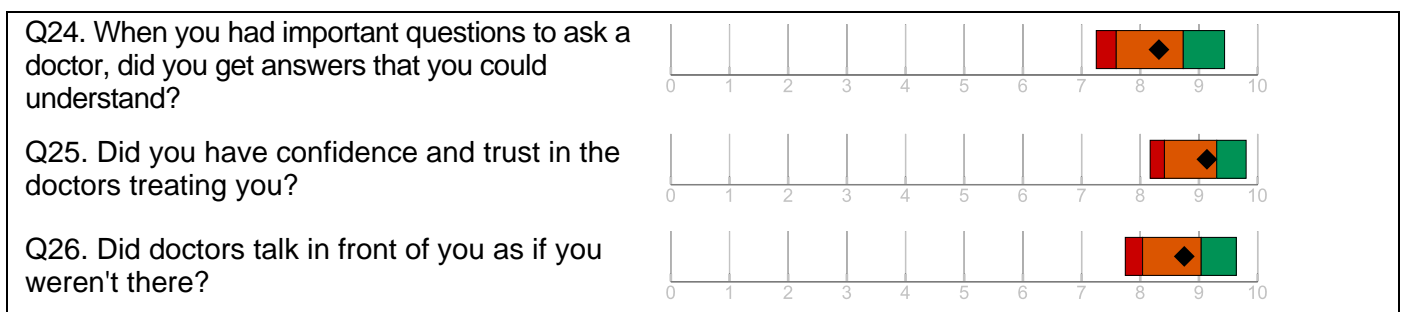 Q24. When you had important questions to ask a
doctor, did you get answers that you could
understand?
0 1 2 3 4 5 6 7 8 9 10
Q25. Did you have confidence and trust in the
doctors treating you?
0 1 2 3 4 5 6 7 8 9 10
Q26. Did doctors talk in front of you as if you
weren't there?
0 1 2 3 4 5 6 7 8 9 10